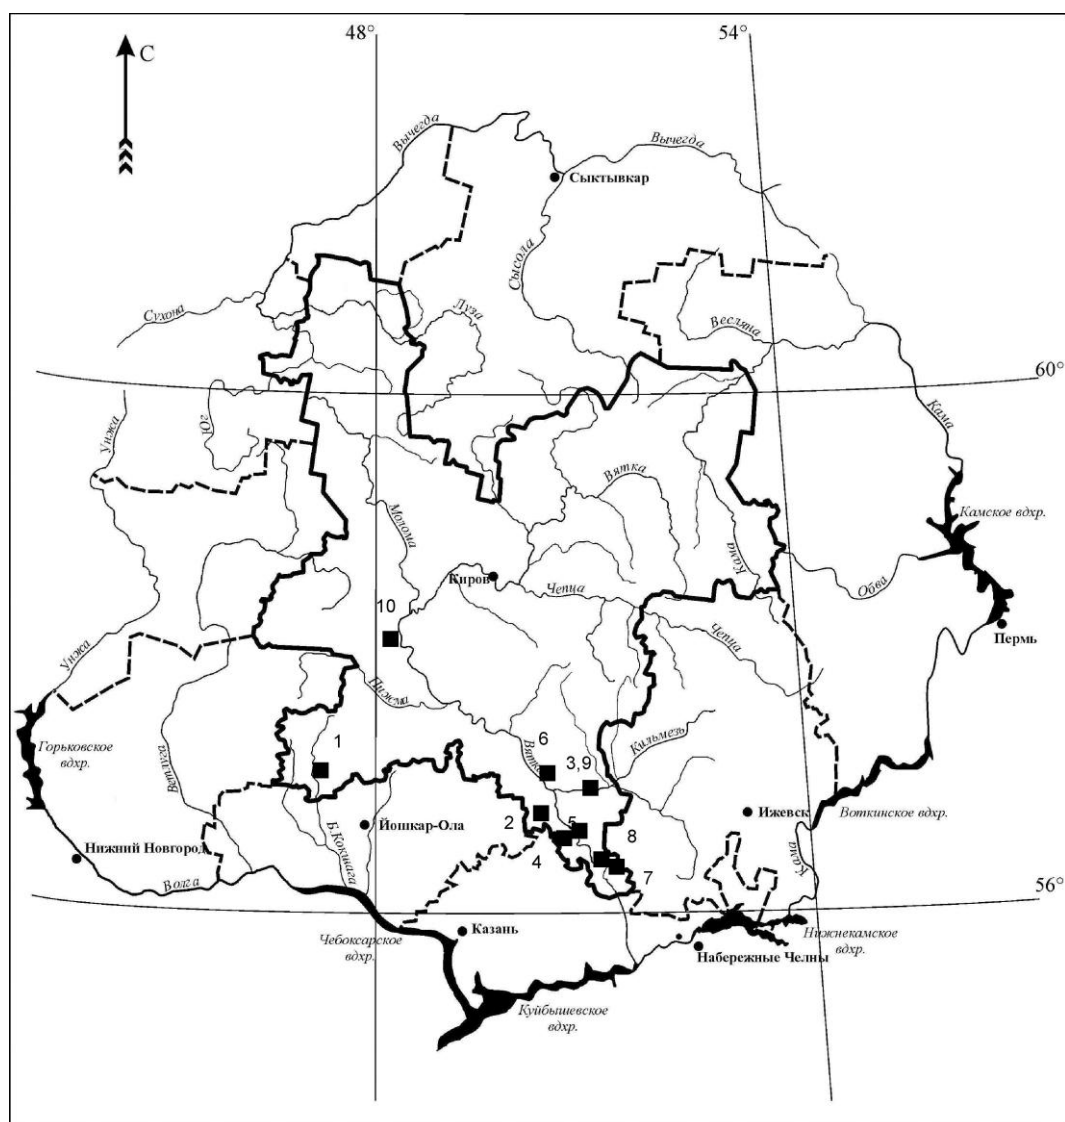 48°
54°
С
Вычегда
Вычегда
Сыктывкар
Сысола
Луза
Сухона
Весляна
60°
Унжа
Юг
Кама
Вятка
Молома
Камское вдхр.
Кама
Киров
Чепца
Обва
10
Чепца
Пермь
Унжа
Пижма
1
6
Вятка
3,9
Кильмезь
Горьковское
вдхр.
Ветлуга
Воткинское вдхр.
Ижевск
2
5
8
Йошкар-Ола
Б.Кокшага
4
Нижний Новгород
7
Кама
Волга
56°
Казань
Чебоксарское
вдхр.
Нижнекамское
вдхр.
Набережные Челны
Куйбышевское
вдхр.